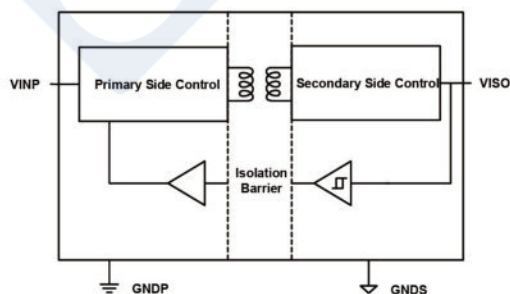 VINP
Primary Side Control
Secondary Side Control
VISO
Isolation
Barrier
GNDP
GNDS